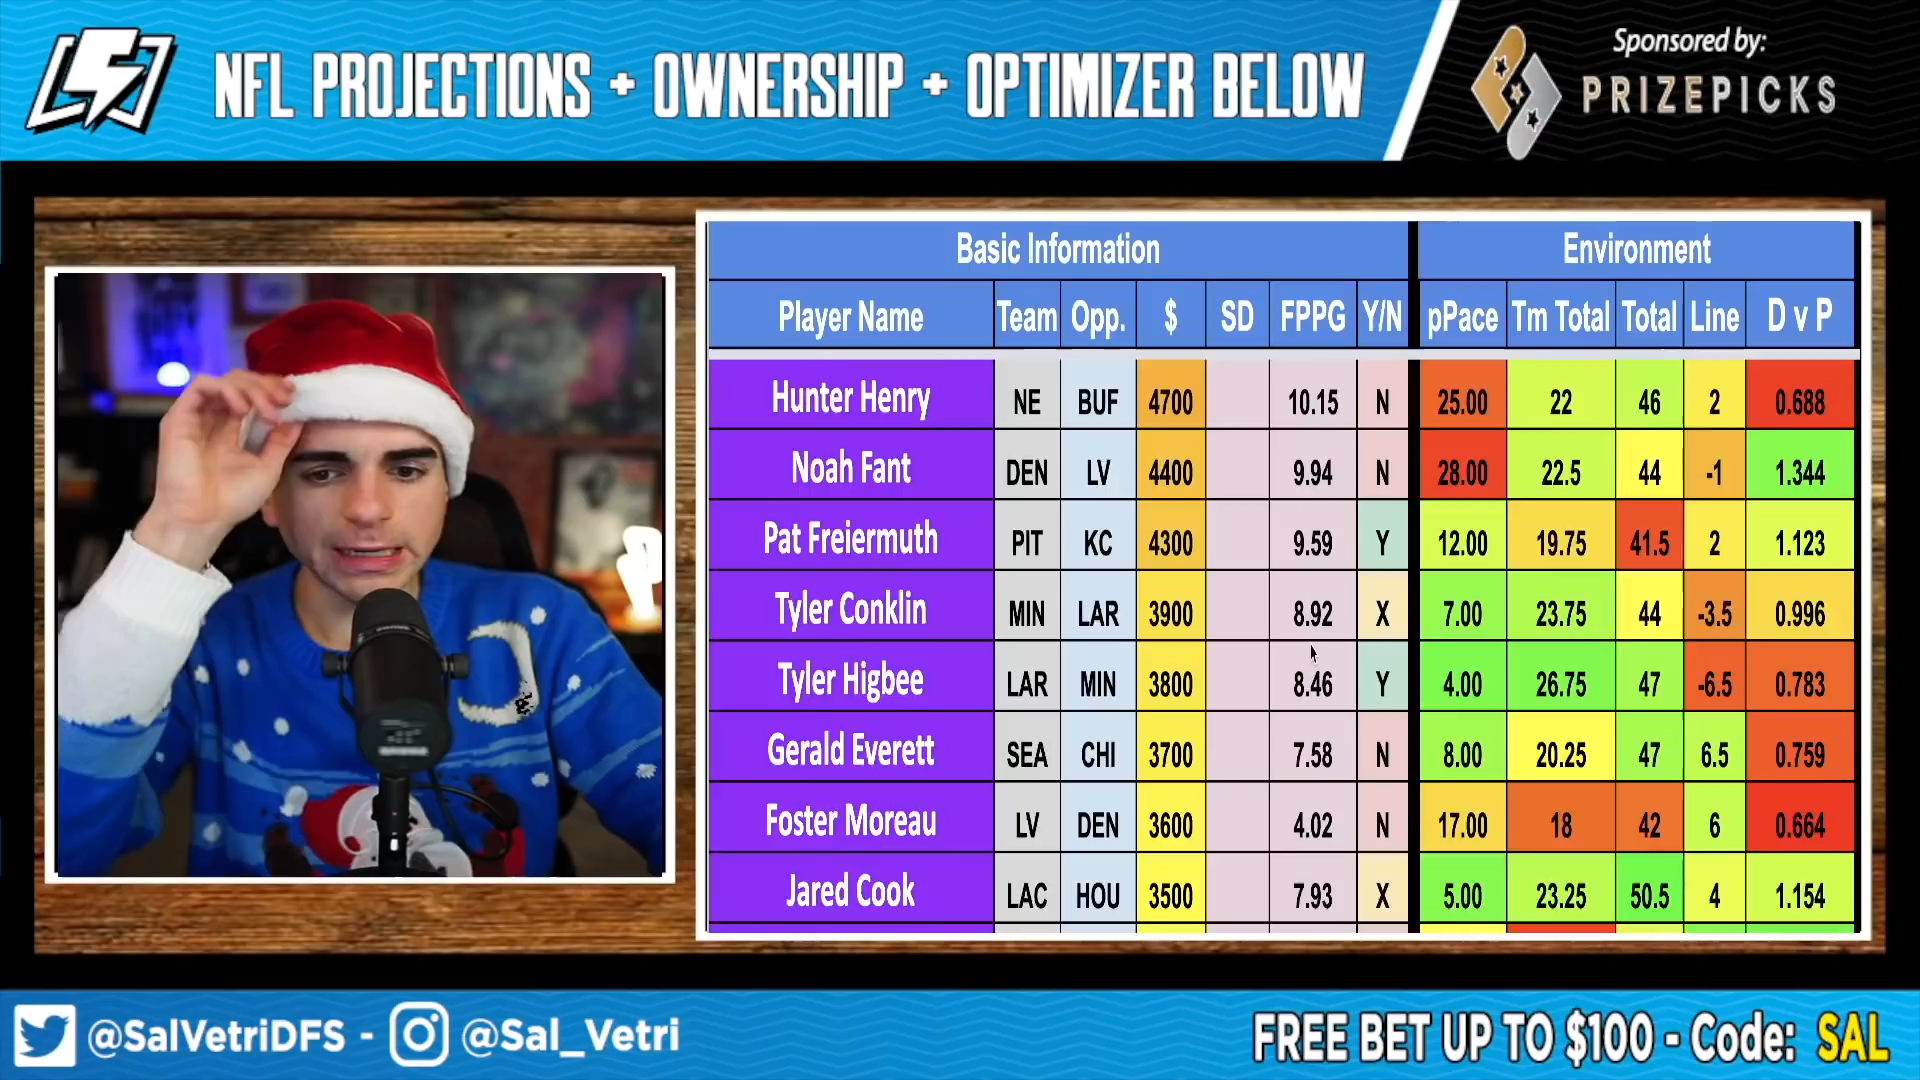 NFL PROJECTIONS + OWNERSHIP + OPTIMIZER BELOW
Sponsored by:
PRIZEPICKS
Basic Information Environment
Player Name Team Opp. $ SD FPPG Y/N pPace Tm Total Total Line D v P
Hunter Henry NE BUF 4700 10.15 N 25.00 22 46 2 0.688
Noah Fant DEN LV 4400 9.94 N 28.00 22.5 44 -1 1.344
Pat Freiermuth PIT KC 4300 9.59 Y 12.00 19.75 41.5 2 1.123
Tyler Conklin MIN LAR 3900 8.92 X 7.00 23.75 44 -3.5 0.996
Tyler Higbee LAR MIN 3800 8.46 Y 4.00 26.75 47 -6.5 0.783
Gerald Everett SEA CHI 3700 7.58 N 8.00 20.25 47 6.5 0.759
Foster Moreau LV DEN 3600 4.02 N 17.00 18 42 6 0.664
Jared Cook LAC HOU 3500 7.93 X 5.00 23.25 50.5 4 1.154
@SalVetriDFS - @Sal_Vetri
FREE BET UP TO $100 - Code: SAL